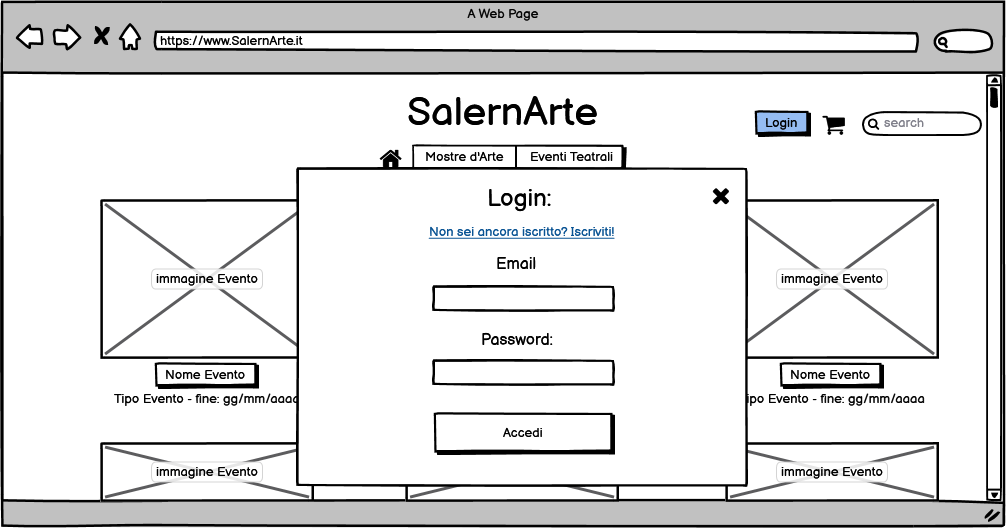 A Web Page
https://www.SalernArte.it
SalernArte
Login
search
Mostre d'Arte
Eventi Teatrali
Login:
Non sei ancora iscritto? Iscriviti!
Email
Password:
Accedi
immagine Evento
immagine Evento
Nome Evento
Nome Evento
Tipo Evento - fine: gg/mm/aaaa
ipo Evento - fine: gg/mm/aaaa
immagine Evento
immagine Evento